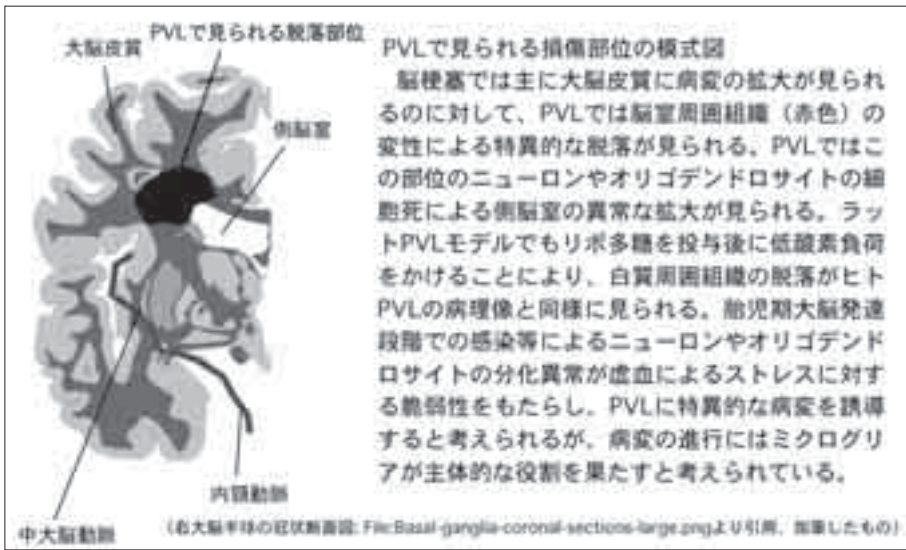 PVLで見られる脱落部位
大脳皮質
側脳室
内頸動脈
中大脳動脈
PVLで見られる損傷部位の模式図
脳梗塞では主に大脳皮質に病変の拡大が見られ
るのに対して、PVLでは脳室周囲組織(赤色)の
変性による特異的な脱落が見られる。PVLではこ
の部位のニューロンやオリゴデンドロサイトの細
胞死による側脳室の異常な拡大が見られる。ラッ
トPVLモデルでもリポ多糖を投与後に低酸素負荷
をかけることにより、白質周囲組織の脱落がヒト
PVLの病理像と同様に見られる。胎児期大脳発達
段階での感染等によるニューロンやオリゴデンド
ロサイトの分化異常が虚血によるストレスに対す
る脆弱性をもたらし、PVLに特異的な病変を誘導
すると考えられるが、病変の進行にはミクログリ
アが主体的な役割を果たすと考えられている。
(右大脳半球の冠状断面図: File:Basal-ganglia-coronal-sections-large.pngより引用、加筆したもの)